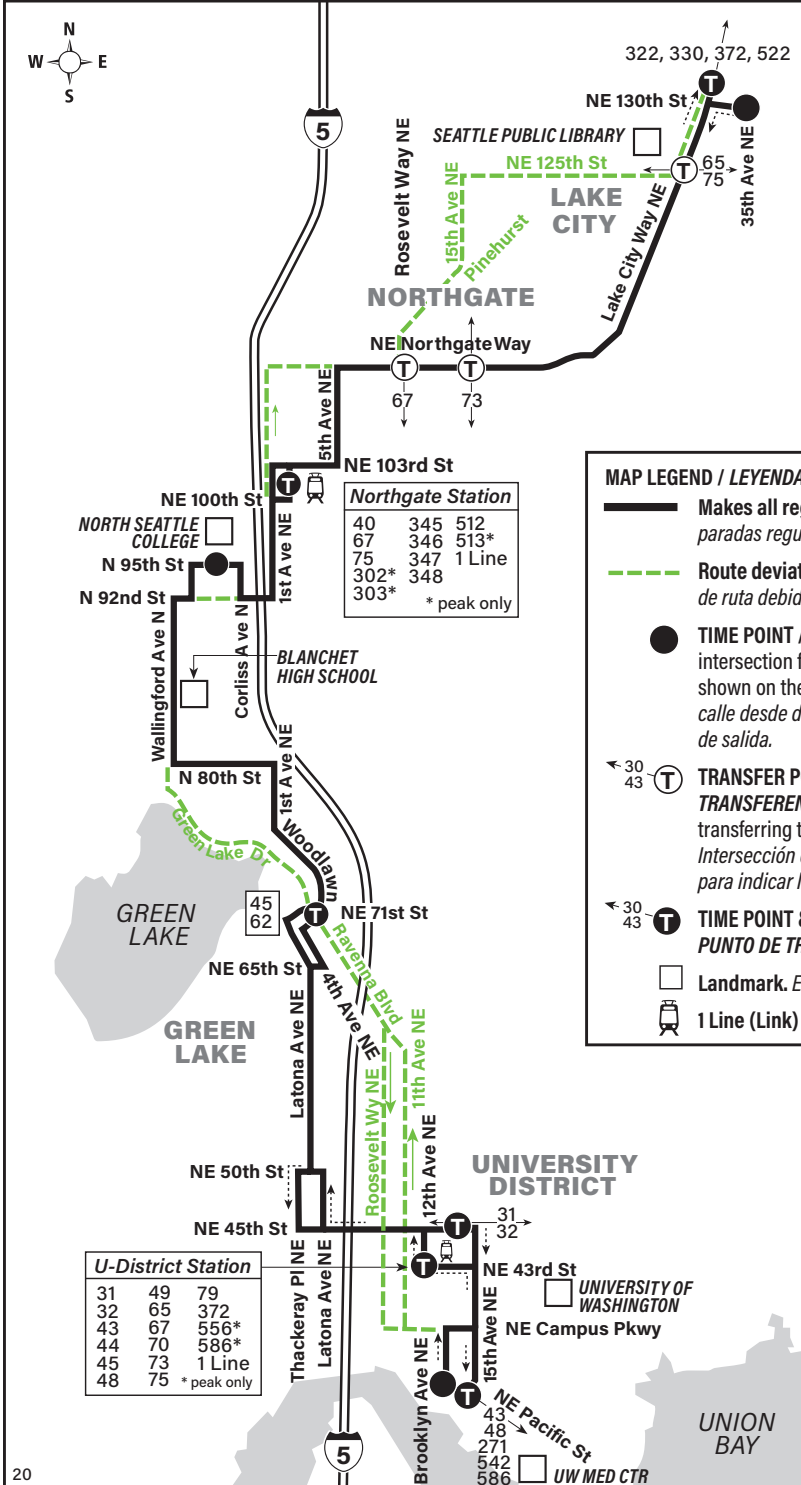 N
W E
S
5
322, 330, 372, 522
NE 130th St
SEATTLE PUBLIC LIBRARY
NE 125th St
65
75
T
T
35th Ave NE
Rosevelt Way NE
15th Ave NE
Pinehurst
LAKE
CITY
Lake City Way NE
NORTHGATE
NE Northgate Way
T
T
67
73
5th Ave NE
NE 103rd St
T
NE 100th St
NORTH SEATTLE
COLLEGE
N 95th St
N 92nd St
1st A ve NE
Northgate Station
40 345 512
67 346 513*
75 347 1 Line
302* 348
303*
* peak only
Wallingford Ave N
Corliss A ve N
BLANCHET
HIGH SCHOOL
N 80th St
1st A ve NE
Woodlawn
Green Lake Dr
GREEN
LAKE
45
62
T
NE 71st St
NE 65th St
Ravenna Blvd
4th Ave NE
GREEN
LAKE
Latona Ave NE
Roosevelt Wy NE
11th Ave NE
12th Ave NE
UNIVERSITY
DISTRICT
NE 50th St
NE 45th St
T
31
32
U-District Station
31 49 79
32 65 372
43 67 556*
44 70 586*
45 73 1 Line
48 75 * peak only
Thackeray Pl NE
Latona Ave NE
T
NE 43rd St
UNIVERSITY OF
WASHINGTON
NE Campus Pkwy
15th Ave NE
Brooklyn Ave NE
T
NE Pacific St
43
48
271
542
586
UW MED CTR
UNION
BAY
5
20
MAP LEGEND / LEYENDA
Makes all reg
paradas regu
Route deviat
de ruta debid
TIME POINT
intersection f
shown on the
calle desde d
de salida.
30
43
T
TRANSFER P
TRANSFEREN
transferring t
Intersección
para indicar l
30
43
T
TIME POINT &
PUNTO DE TR
Landmark. E
1 Line (Link)